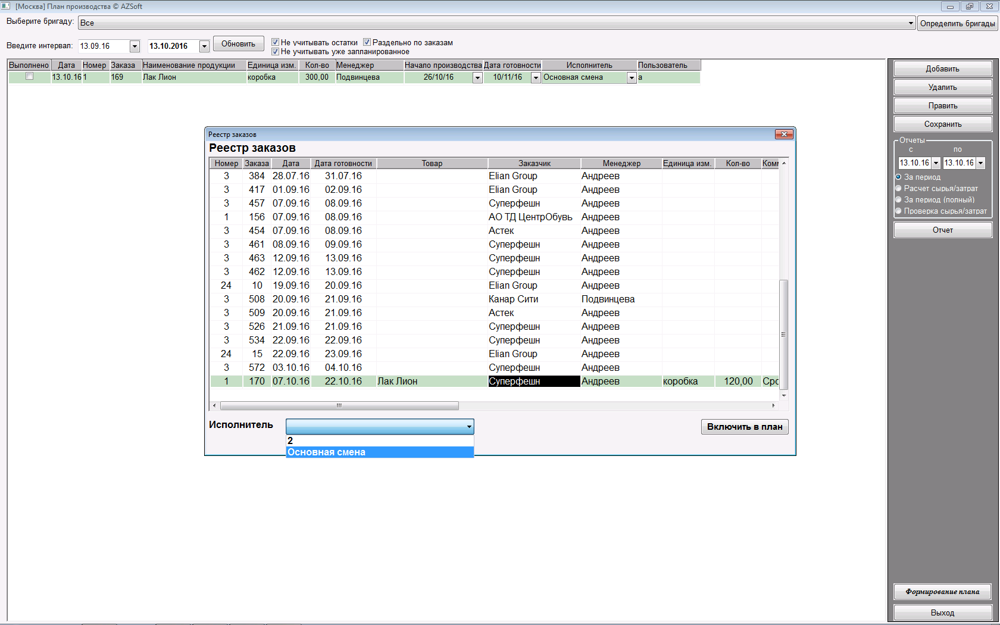 [Москва] План производства © AZSoft
Выберите бригаду: Все Определить бригады
Введите интервал: 13.09.16 13.10.2016 Обновить Не учитывать остатки Раздельно по заказам
Не учитывать уже запланированное
Выполнено Дата Номер Заказа Наименование продукции Единица изм. Кол-во Менеджер Начало производства Дата готовности Исполнитель Пользователь
13.10.16 1 169 Лак Лион коробка 300,00 Подвинцева 26/10/16 10/11/16 Основная смена а
Добавить
Удалить
Править
Сохранить
Отчеты
с по
13.10.16 13.10.16
За период
Расчет сырья/затрат
За период (полный)
Проверка сырья/затрат
Отчет
Формирование плана
Выход
Реестр заказов
Реестр заказов
Номер Заказа Дата Дата готовности Товар Заказчик Менеджер Единица изм. Кол-во Комм
3 384 28.07.16 31.07.16 Elian Group Андреев
3 417 01.09.16 02.09.16 Elian Group Андреев
3 457 07.09.16 08.09.16 Суперфешн Андреев
1 156 07.09.16 08.09.16 АО ТД ЦентрОбувь Андреев
3 454 07.09.16 08.09.16 Астек Андреев
3 461 08.09.16 09.09.16 Суперфешн Андреев
3 463 12.09.16 13.09.16 Суперфешн Андреев
3 462 12.09.16 13.09.16 Суперфешн Андреев
24 10 19.09.16 20.09.16 Elian Group Андреев
3 508 20.09.16 21.09.16 Канар Сити Подвинцева
3 509 20.09.16 21.09.16 Астек Андреев
3 526 21.09.16 21.09.16 Суперфешн Андреев
3 534 22.09.16 22.09.16 Суперфешн Андреев
24 15 22.09.16 23.09.16 Elian Group Андреев
3 572 03.10.16 04.10.16 Суперфешн Андреев
1 170 07.10.16 22.10.16 Лак Лион Суперфешн Андреев коробка 120,00 Сро
Исполнитель Включить в план
2
Основная смена